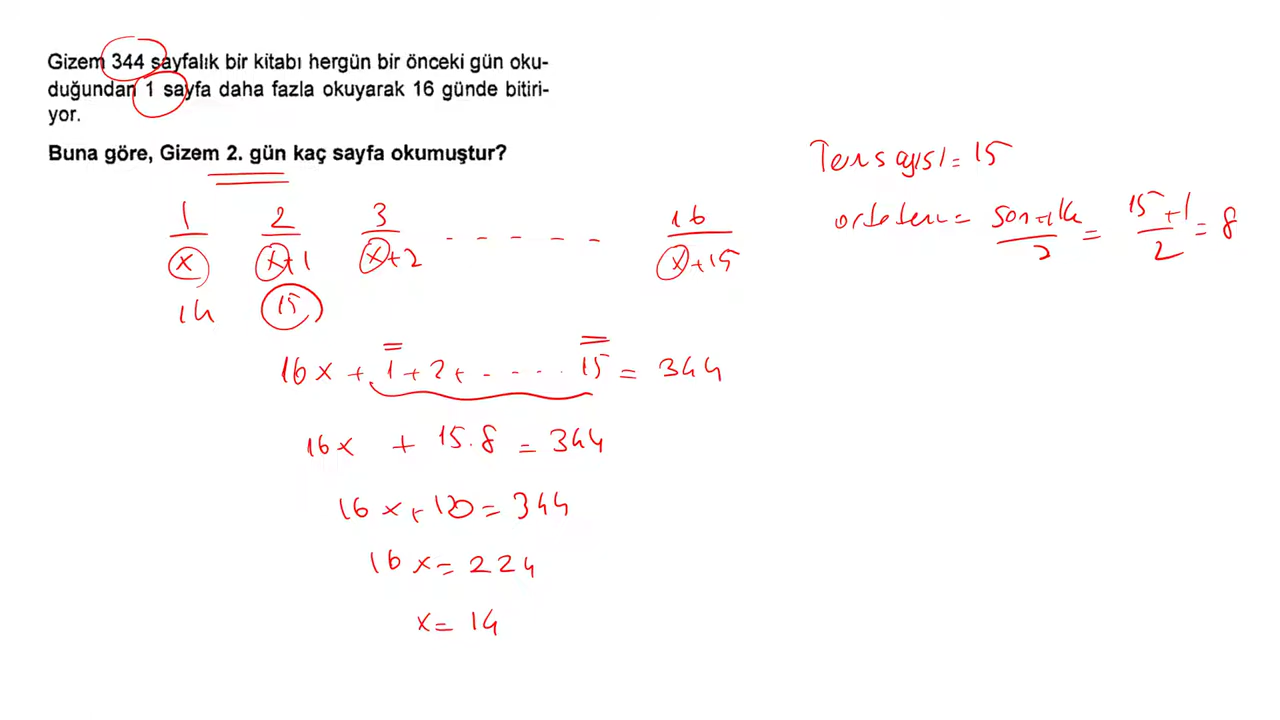 Gizem 344 sayfalık bir kitabı hergün bir önceki gün oku-
duğundan 1 sayfa daha fazla okuyarak 16 günde bitiri-
yor.
Buna göre, Gizem 2. gün kaç sayfa okumuştur?
Ter sayısı = 15
orta terim = son+ilk / 2 = 15+1 / 2 = 8
1 2 3 - - - - - 16
x x+1 x+2 x+15
14 15
16x + 1 + 2 + - . . . . 15 = 344
16x + 15.8 = 344
16x + 120 = 344
16x = 224
x = 14